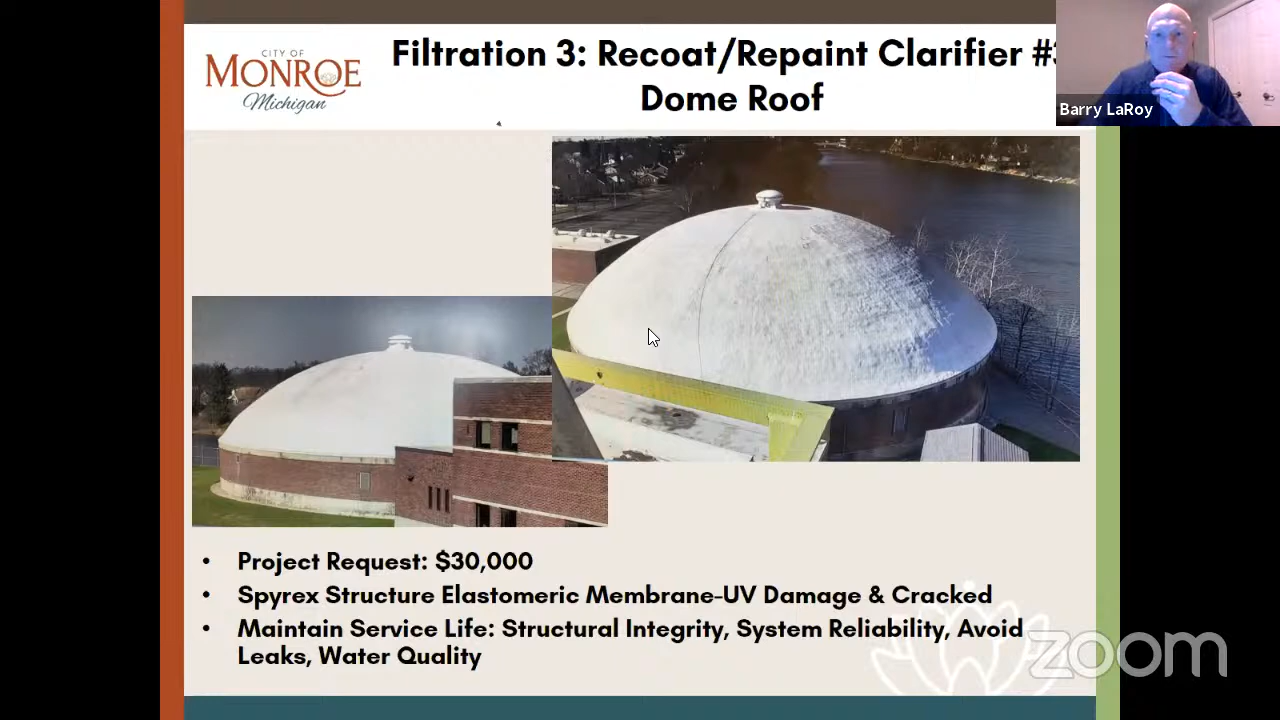 CITY OF
MONROE
Michigan
Filtration 3: Recoat/Repaint Clarifier #3
Dome Roof
Barry LaRoy
• Project Request: $30,000
• Spyrex Structure Elastomeric Membrane-UV Damage & Cracked
• Maintain Service Life: Structural Integrity, System Reliability, Avoid
Leaks, Water Quality
zoom